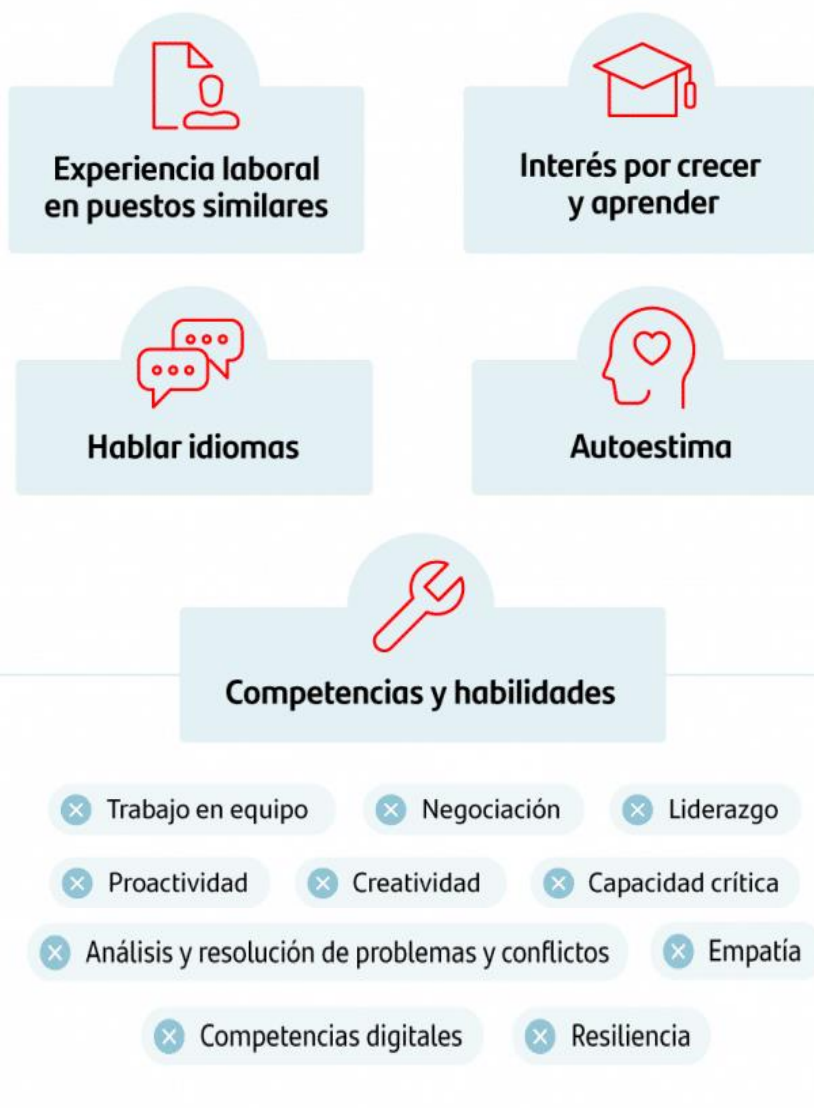 Experiencia laboral
en puestos similares
Interés por crecer
y aprender
Hablar idiomas
Autoestima
Competencias y habilidades
Trabajo en equipo
Negociación
Liderazgo
Proactividad
Creatividad
Capacidad crítica
Análisis y resolución de problemas y conflictos
Empatía
Competencias digitales
Resiliencia